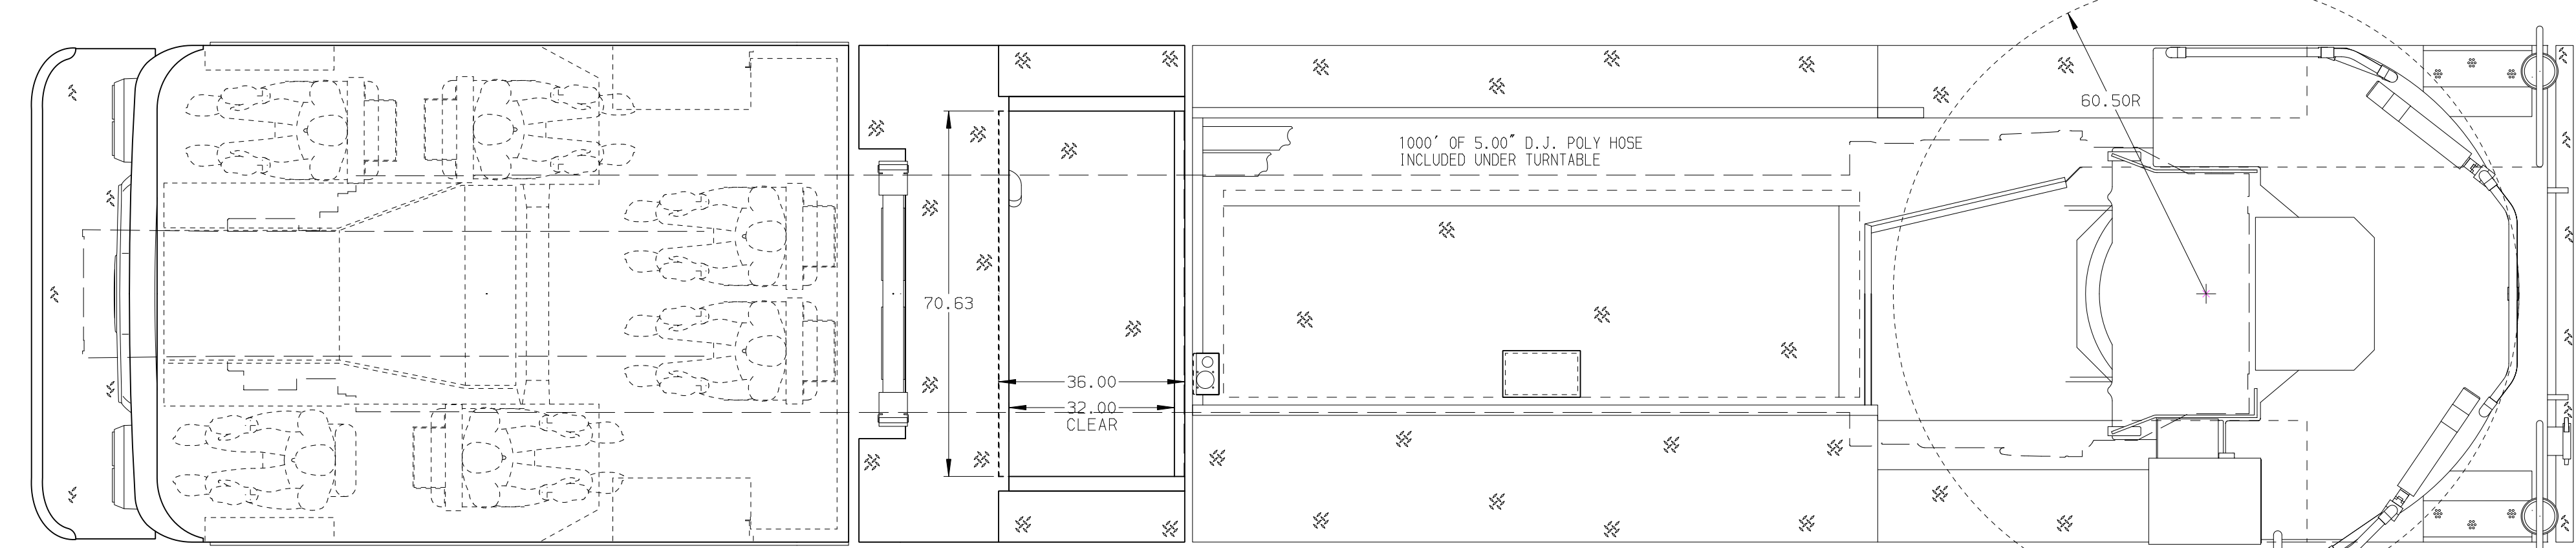 60.50R
1000' OF 5.00" D.J. POLY HOSE
INCLUDED UNDER TURNTABLE
70.63
36.00
32.00
CLEAR